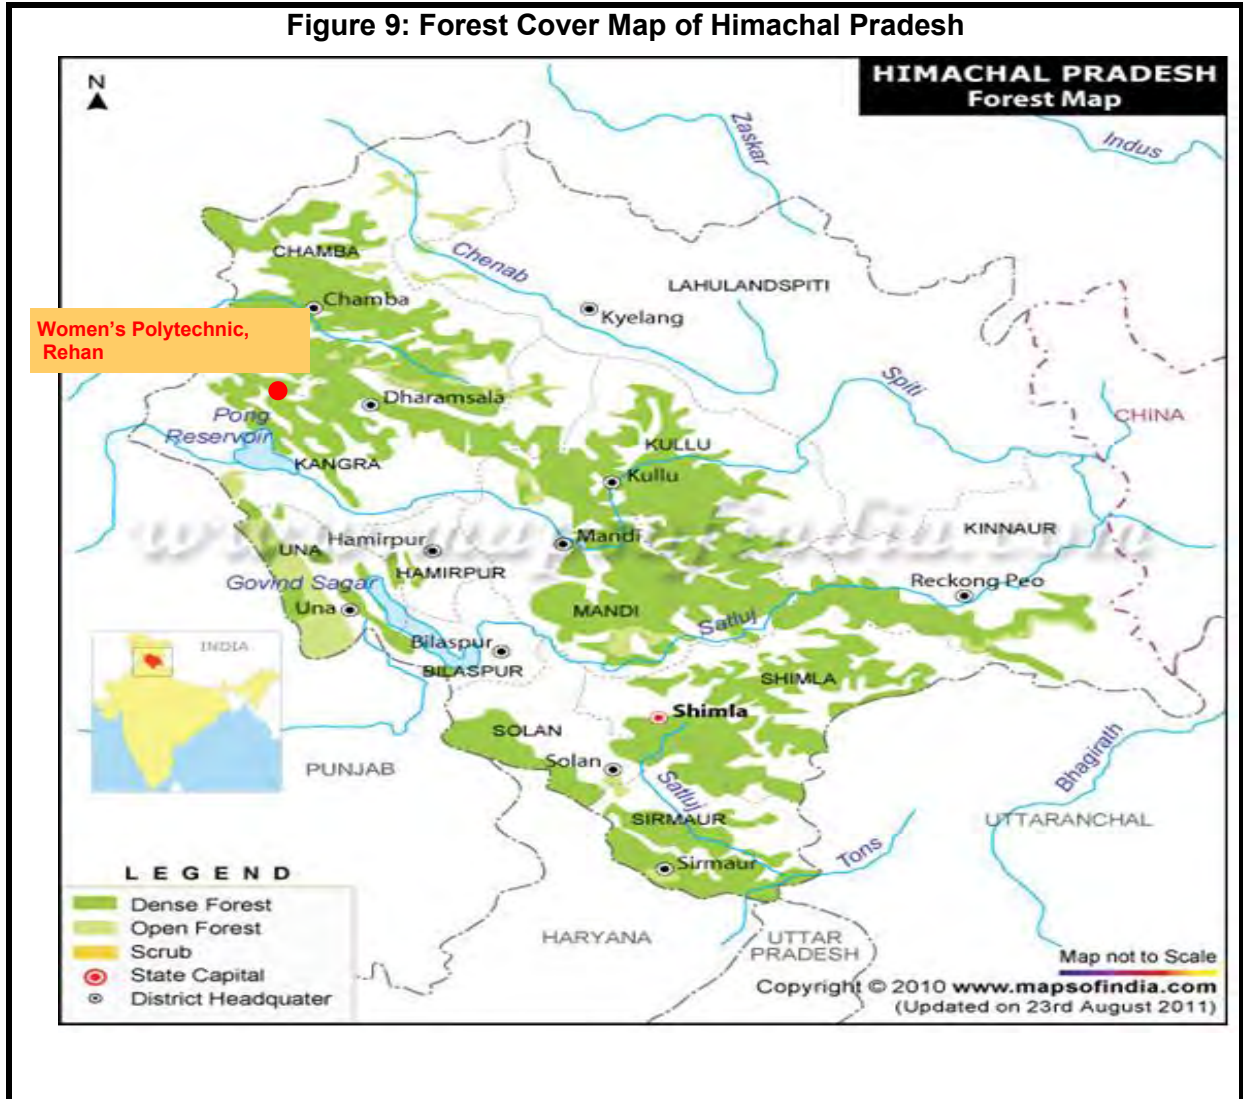 Figure 9: Forest Cover Map of Himachal Pradesh
HIMACHAL PRADESH
Forest Map
N
Zaskar
Indus
CHAMBA
Chenab
LAHULANDSPITI
Chamba
Kyelang
Women's Polytechnic,
Rehan
Dharamsala
Spiti
Pong
Reservoir
CHINA
KULLU
KANGRA
Kullu
www.mapsofindia.com
KINNAUR
Hamirpur
Mandi
UNA
HAMIRPUR
Govind Sagar
Reckong Peo
Una
MANDI
Satluj
INDIA
Bilaspur
BILASPUR
SHIMLA
Shimla
SOLAN
Solan
PUNJAB
Satluj
Bhagirath
SIRMAUR
UTTARANCHAL
Sirmaur
Tons
LEGEND
Dense Forest
Open Forest
Scrub
State Capital
District Headquater
HARYANA
UTTAR
PRADESH
Map not to Scale
Copyright © 2010 www.mapsofindia.com
(Updated on 23rd August 2011)